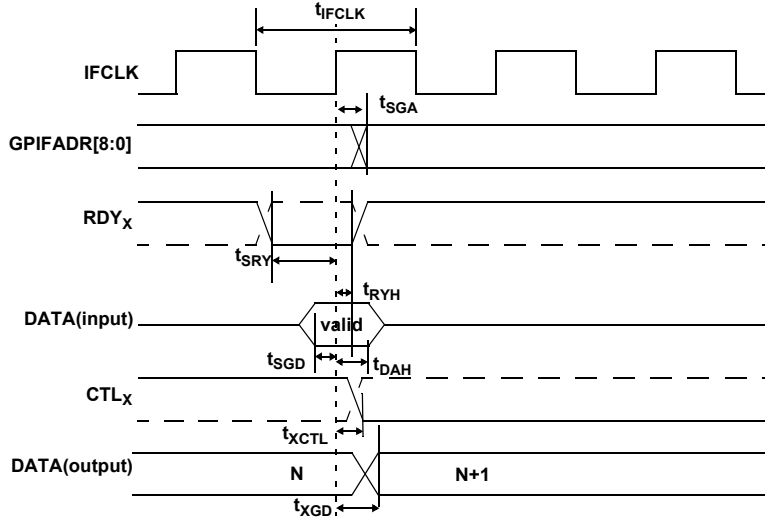 tIFCLK
IFCLK
tSGA
GPIFADR[8:0]
RDYX
tSRY
tRYH
DATA(input)
valid
tSGD
tDAH
CTLX
tXCTL
DATA(output)
N
N+1
tXGD